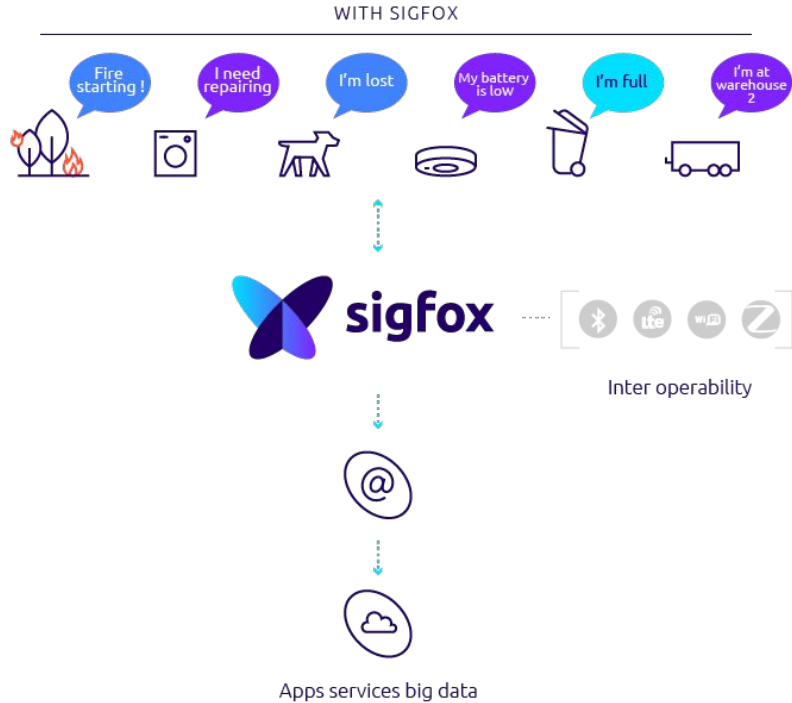 WITH SIGFOX
Fire
starting !
I need
repairing
I'm lost
My battery
is low
I'm full
I'm at
warehouse
2
sigfox
Lte
WiFi
Inter operability
@
Apps services big data